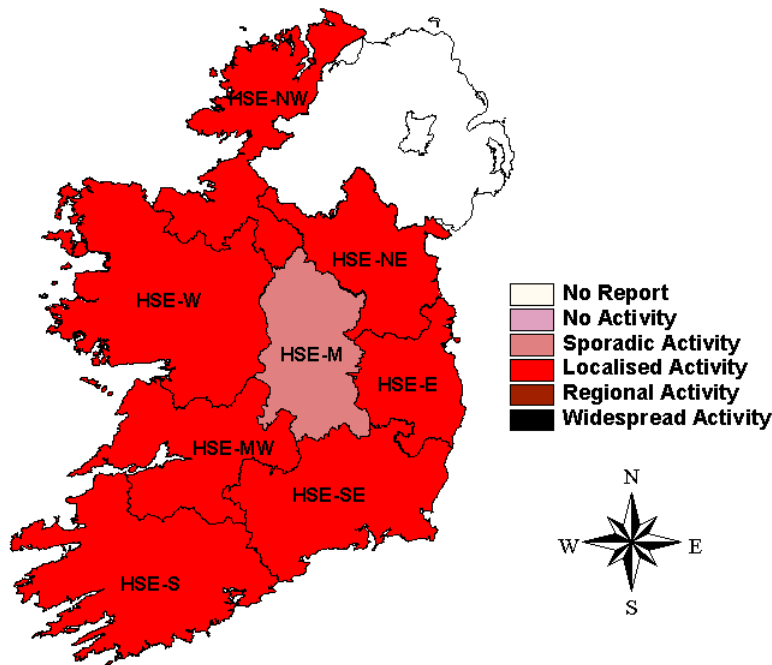 HSE-NW
HSE-NE
HSE-W
HSE-M
HSE-E
HSE-MW
HSE-SE
HSE-S
No Report
No Activity
Sporadic Activity
Localised Activity
Regional Activity
Widespread Activity
N
W
E
S